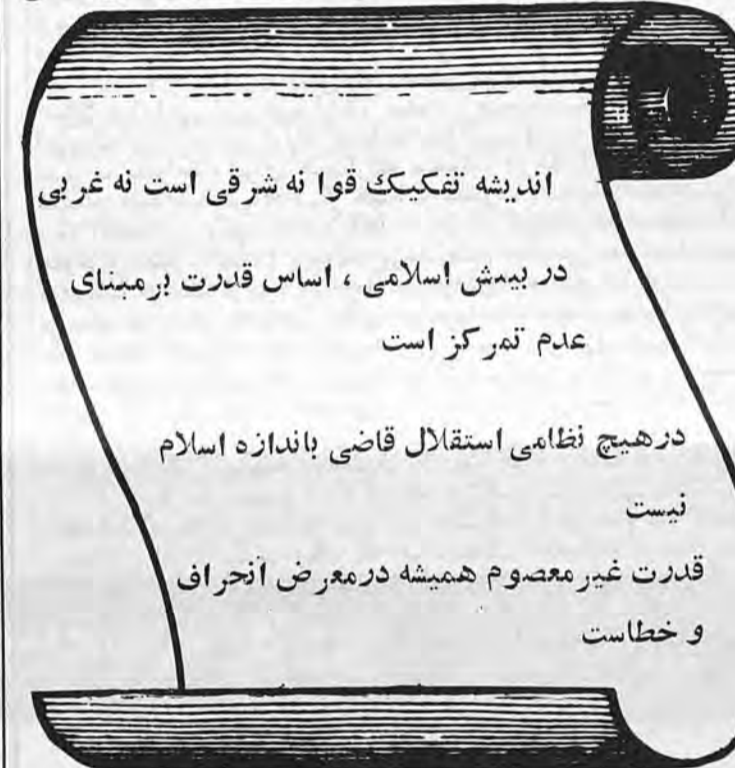 اندیشه تفکیک قوا نه شرقی است نه غربی
در بینش اسلامی ، اساس قدرت برمبنای
عدم تمرکز است
درهیچ نظامی استقلال قاضی باندازه اسلام
نیست
قدرت غیرمعصوم همیشه درمعرض انحراف
و خطاست